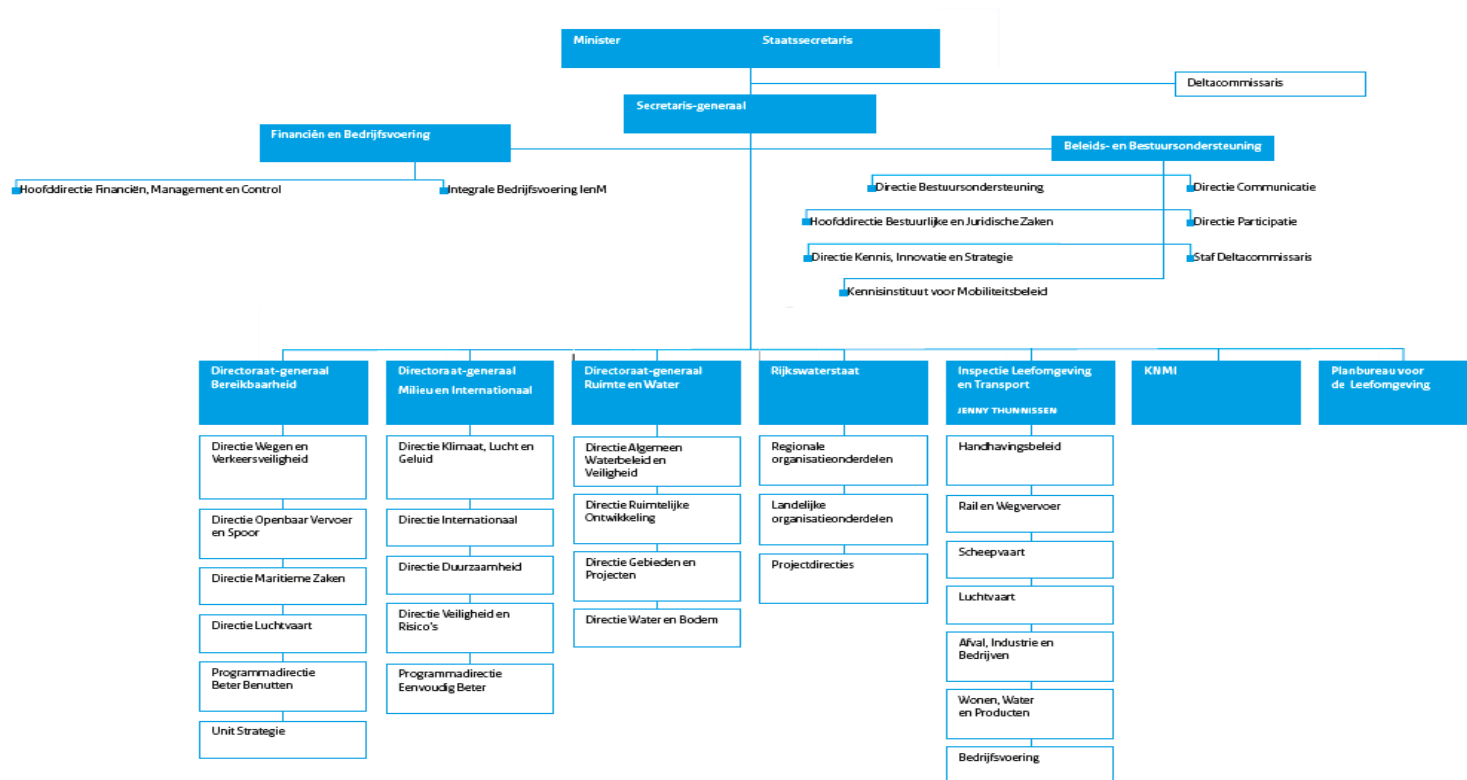 Minister
Staatssecretaris
Deltacommissaris
Secretaris-generaal
Financiën en Bedrijfsvoering
Beleids- en Bestuursondersteuning
Hoofddirectie Financiën, Management en Control
Integrale Bedrijfsvoering IenM
Directie Bestuursondersteuning
Directie Communicatie
Hoofddirectie Bestuurlijke en Juridische Zaken
Directie Participatie
Directie Kennis, Innovatie en Strategie
Staf Deltacommissaris
Kennisinstituut voor Mobiliteitsbeleid
Directoraat-generaal
Bereikbaarheid
Directie Wegen en
Verkeersveiligheid
Directie Openbaar Vervoer
en Spoor
Directie Maritieme Zaken
Directie Luchtvaart
Programmadirectie
Beter Benutten
Unit Strategie
Directoraat-generaal
Milieu en Internationaal
Directie Klimaat, Lucht en
Geluid
Directie Internationaal
Directie Duurzaamheid
Directie Veiligheid en
Risico's
Programmadirectie
Eenvoudig Beter
Directoraat-generaal
Ruimte en Water
Directie Algemeen
Waterbeleid en
Veiligheid
Directie Ruimtelijke
Ontwikkeling
Directie Gebieden en
Projecten
Directie Water en Bodem
Rijkswaterstaat
Regionale
organisatieonderdelen
Landelijke
organisatieonderdelen
Projectdirecties
Inspectie Leefomgeving
en Transport
JENNY THUNNISSEN
Handhavingsbeleid
Rail en Wegvervoer
Scheepvaart
Luchtvaart
Afval, Industrie en
Bedrijven
Wonen, Water
en Producten
Bedrijfsvoering
KNMI
Planbureau voor
de Leefomgeving